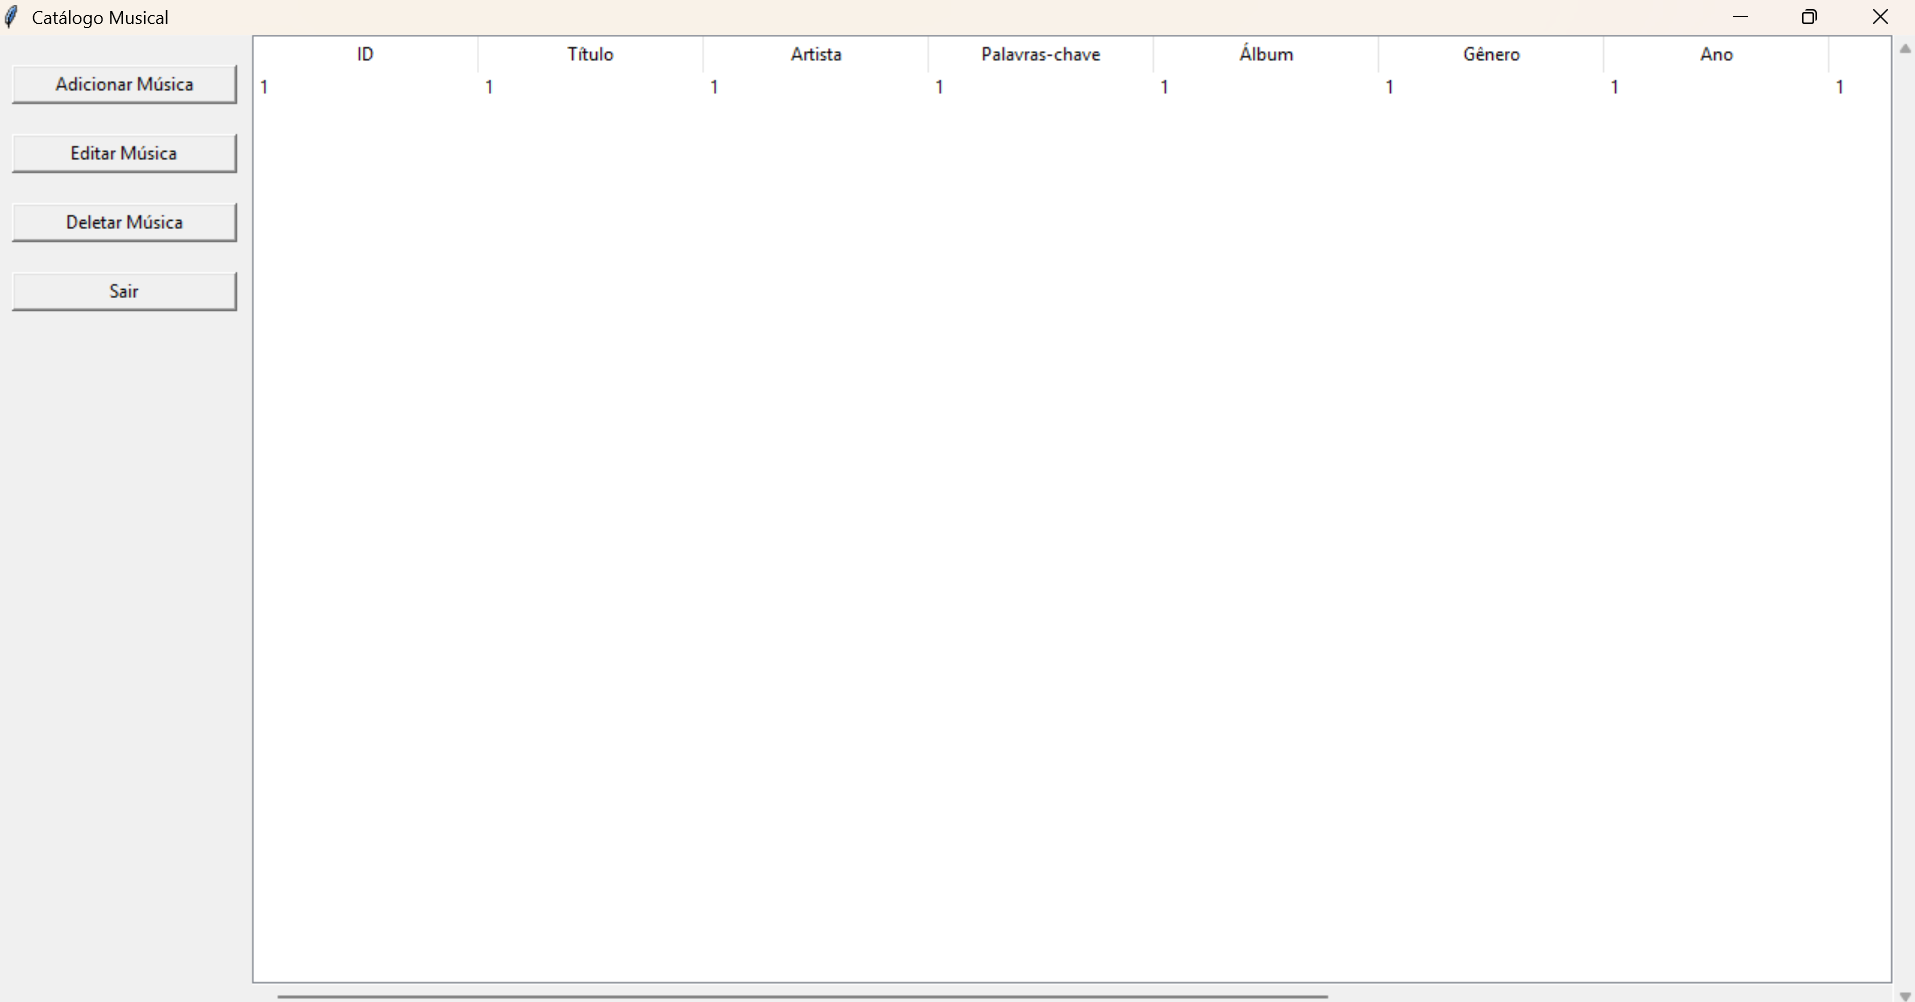 Catálogo Musical
Adicionar Música
Editar Música
Deletar Música
Sair
ID Título Artista Palavras-chave Álbum Gênero Ano
1 1 1 1 1 1 1 1